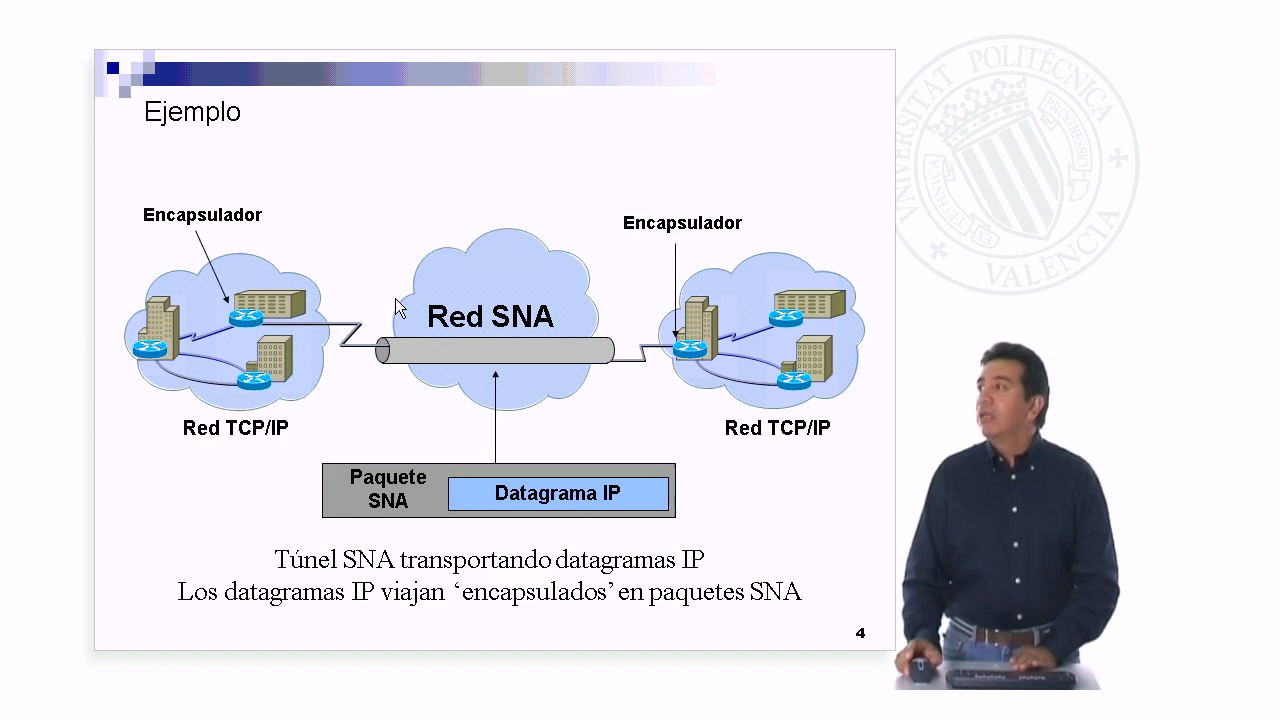 Ejemplo
Encapsulador
Encapsulador
Red SNA
Red TCP/IP
Red TCP/IP
Paquete
SNA
Datagrama IP
Túnel SNA transportando datagramas IP
Los datagramas IP viajan ‘encapsulados’ en paquetes SNA
4
UNIVERSITAT POLITÈCNICA
VALÈNCIA